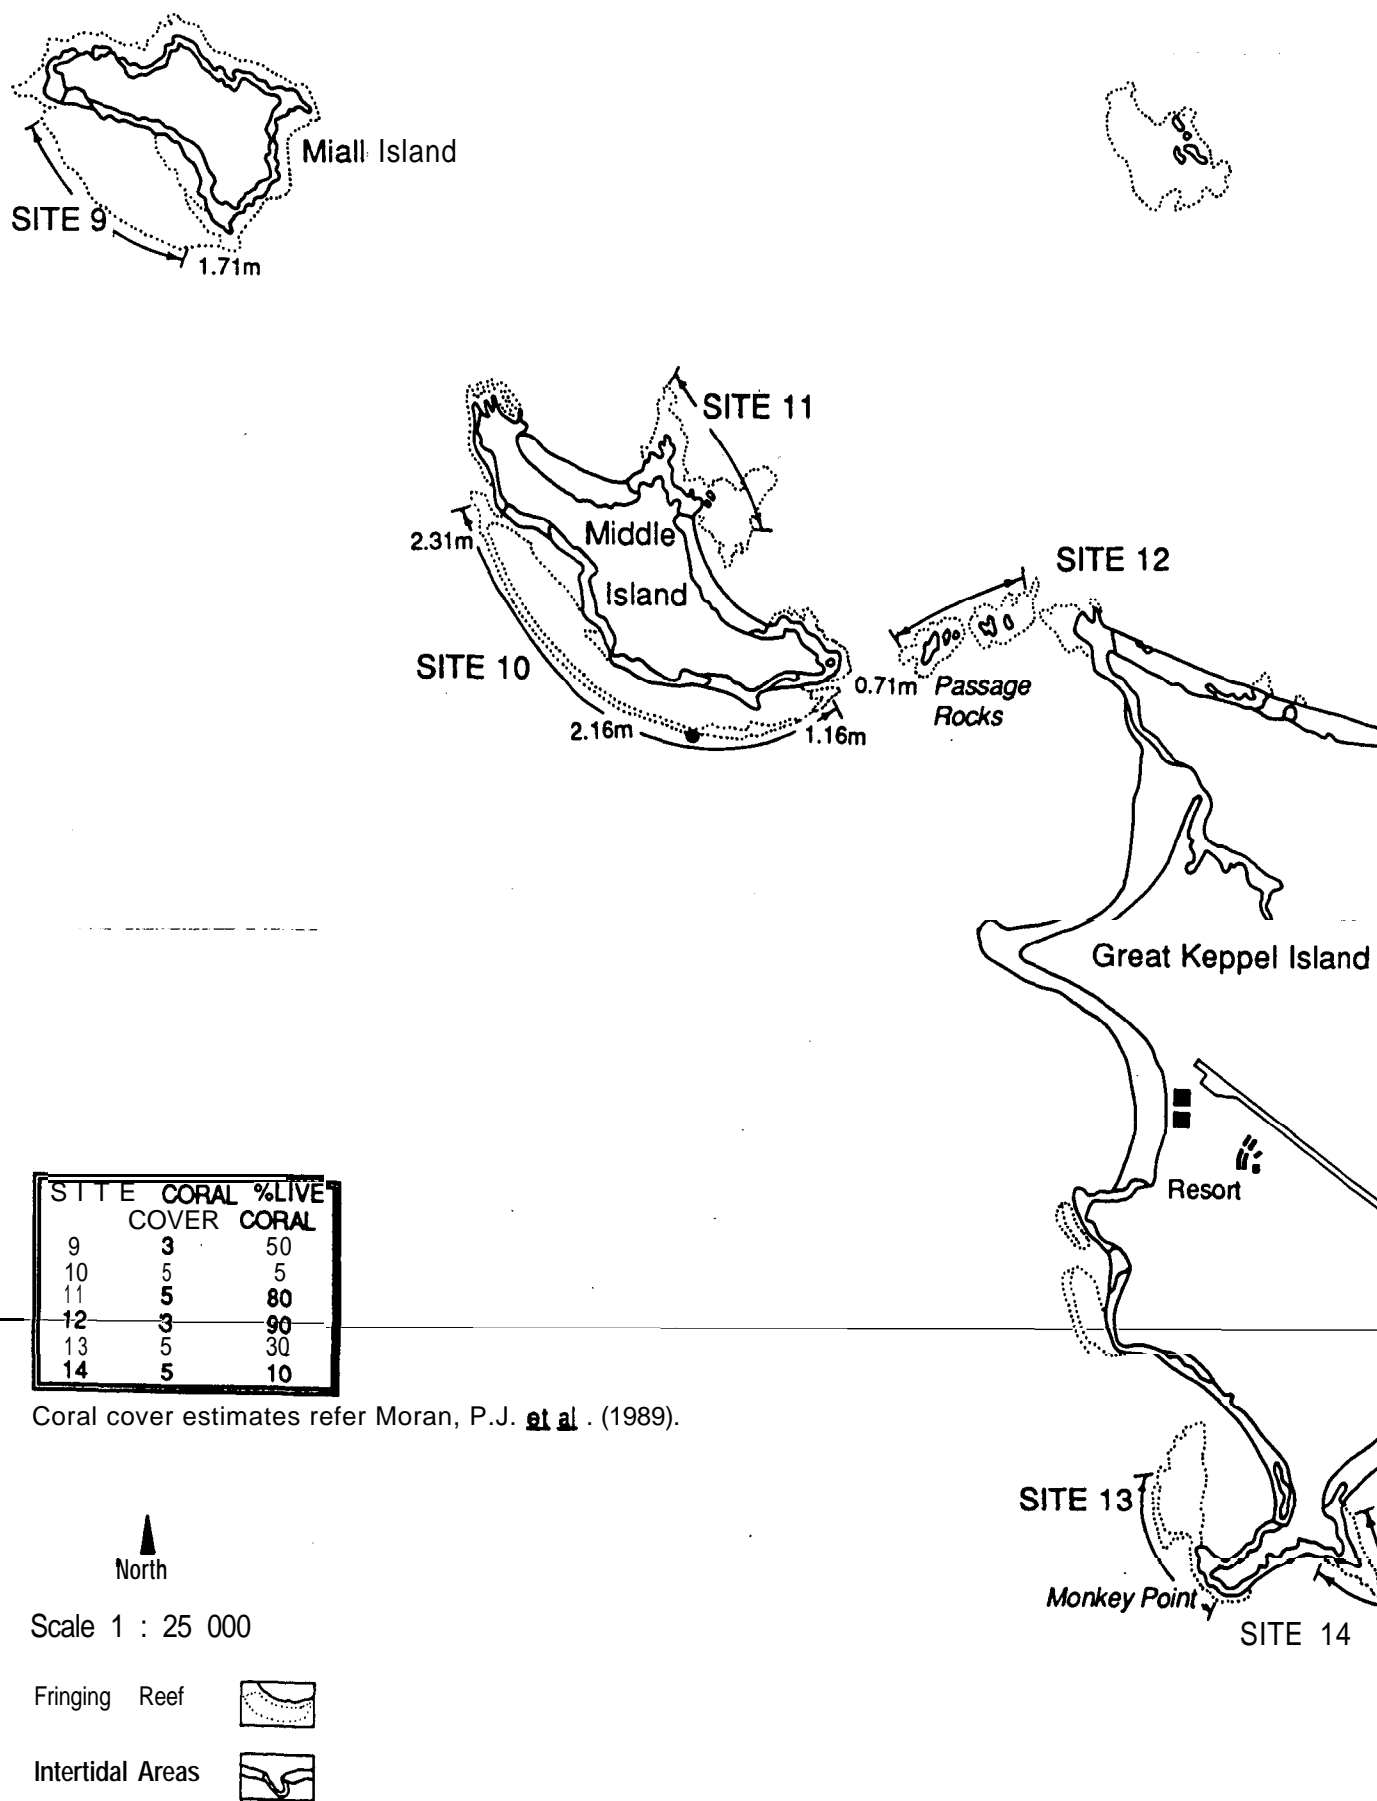 Miall Island
SITE 9
1.71m
SITE 11
Middle
Island
2.31m
SITE 10
2.16m
1.16m
0.71m
SITE 12
Passage
Rocks
Great Keppel Island
Resort
SITE CORAL %LIVE
COVER CORAL
9 3 50
10 5 5
11 5 80
12 3 90
13 5 30
14 5 10
Coral cover estimates refer Moran, P.J. et al . (1989).
SITE 13
Monkey Point
SITE 14
North
Scale 1 : 25 000
Fringing Reef
Intertidal Areas